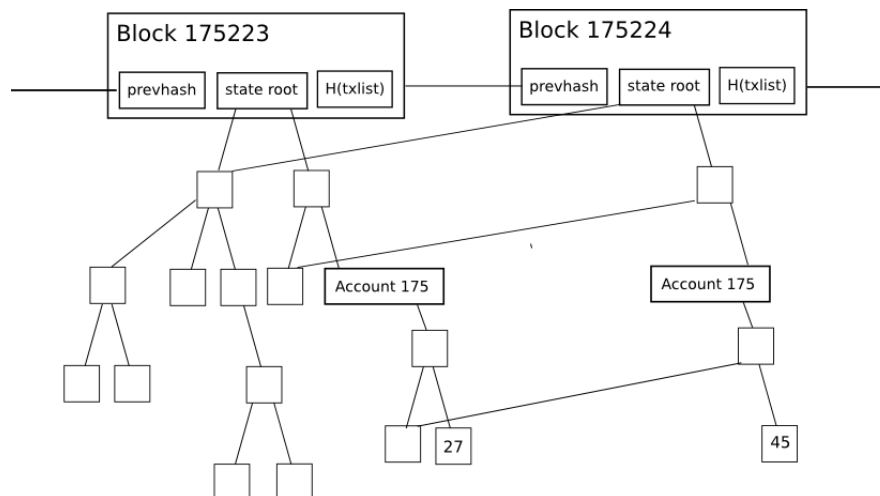 Block 175223
prevhash
state root
H(txlist)
Block 175224
prevhash
state root
H(txlist)
Account 175
Account 175
27
45